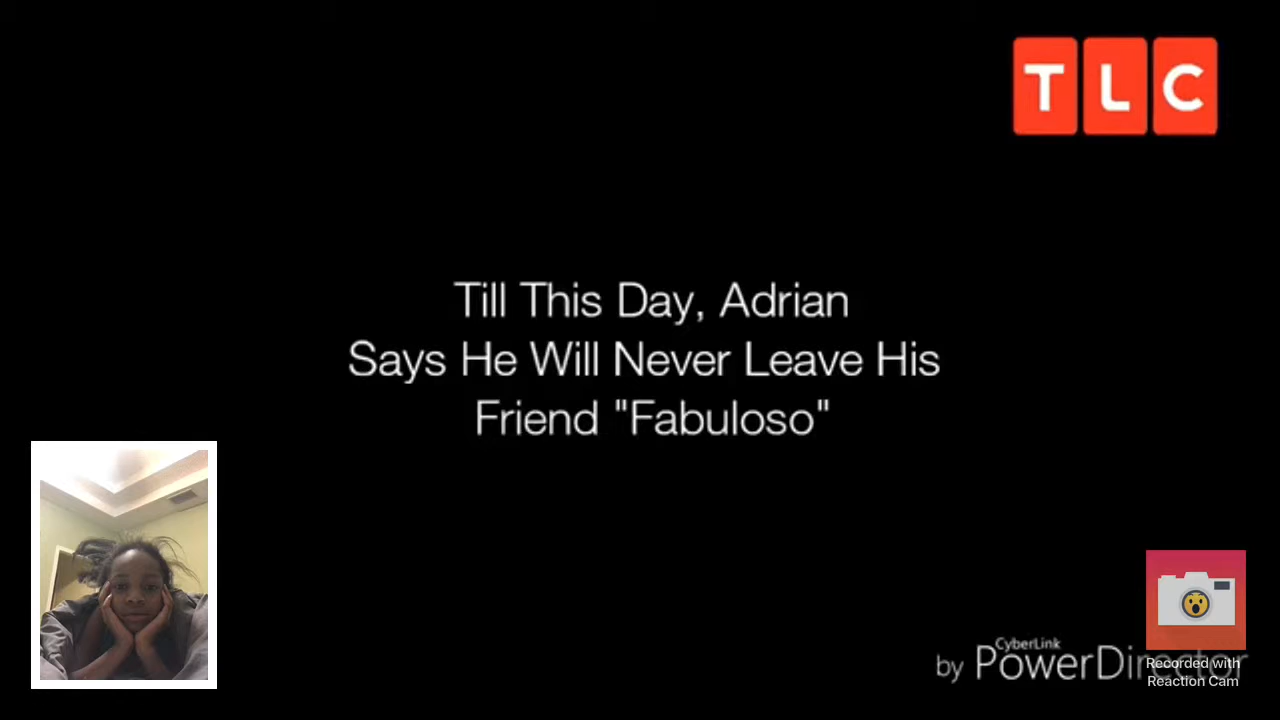 TLC
Till This Day, Adrian
Says He Will Never Leave His
Friend "Fabuloso"
CyberLink
by PowerDirector
Recorded with
Reaction Cam